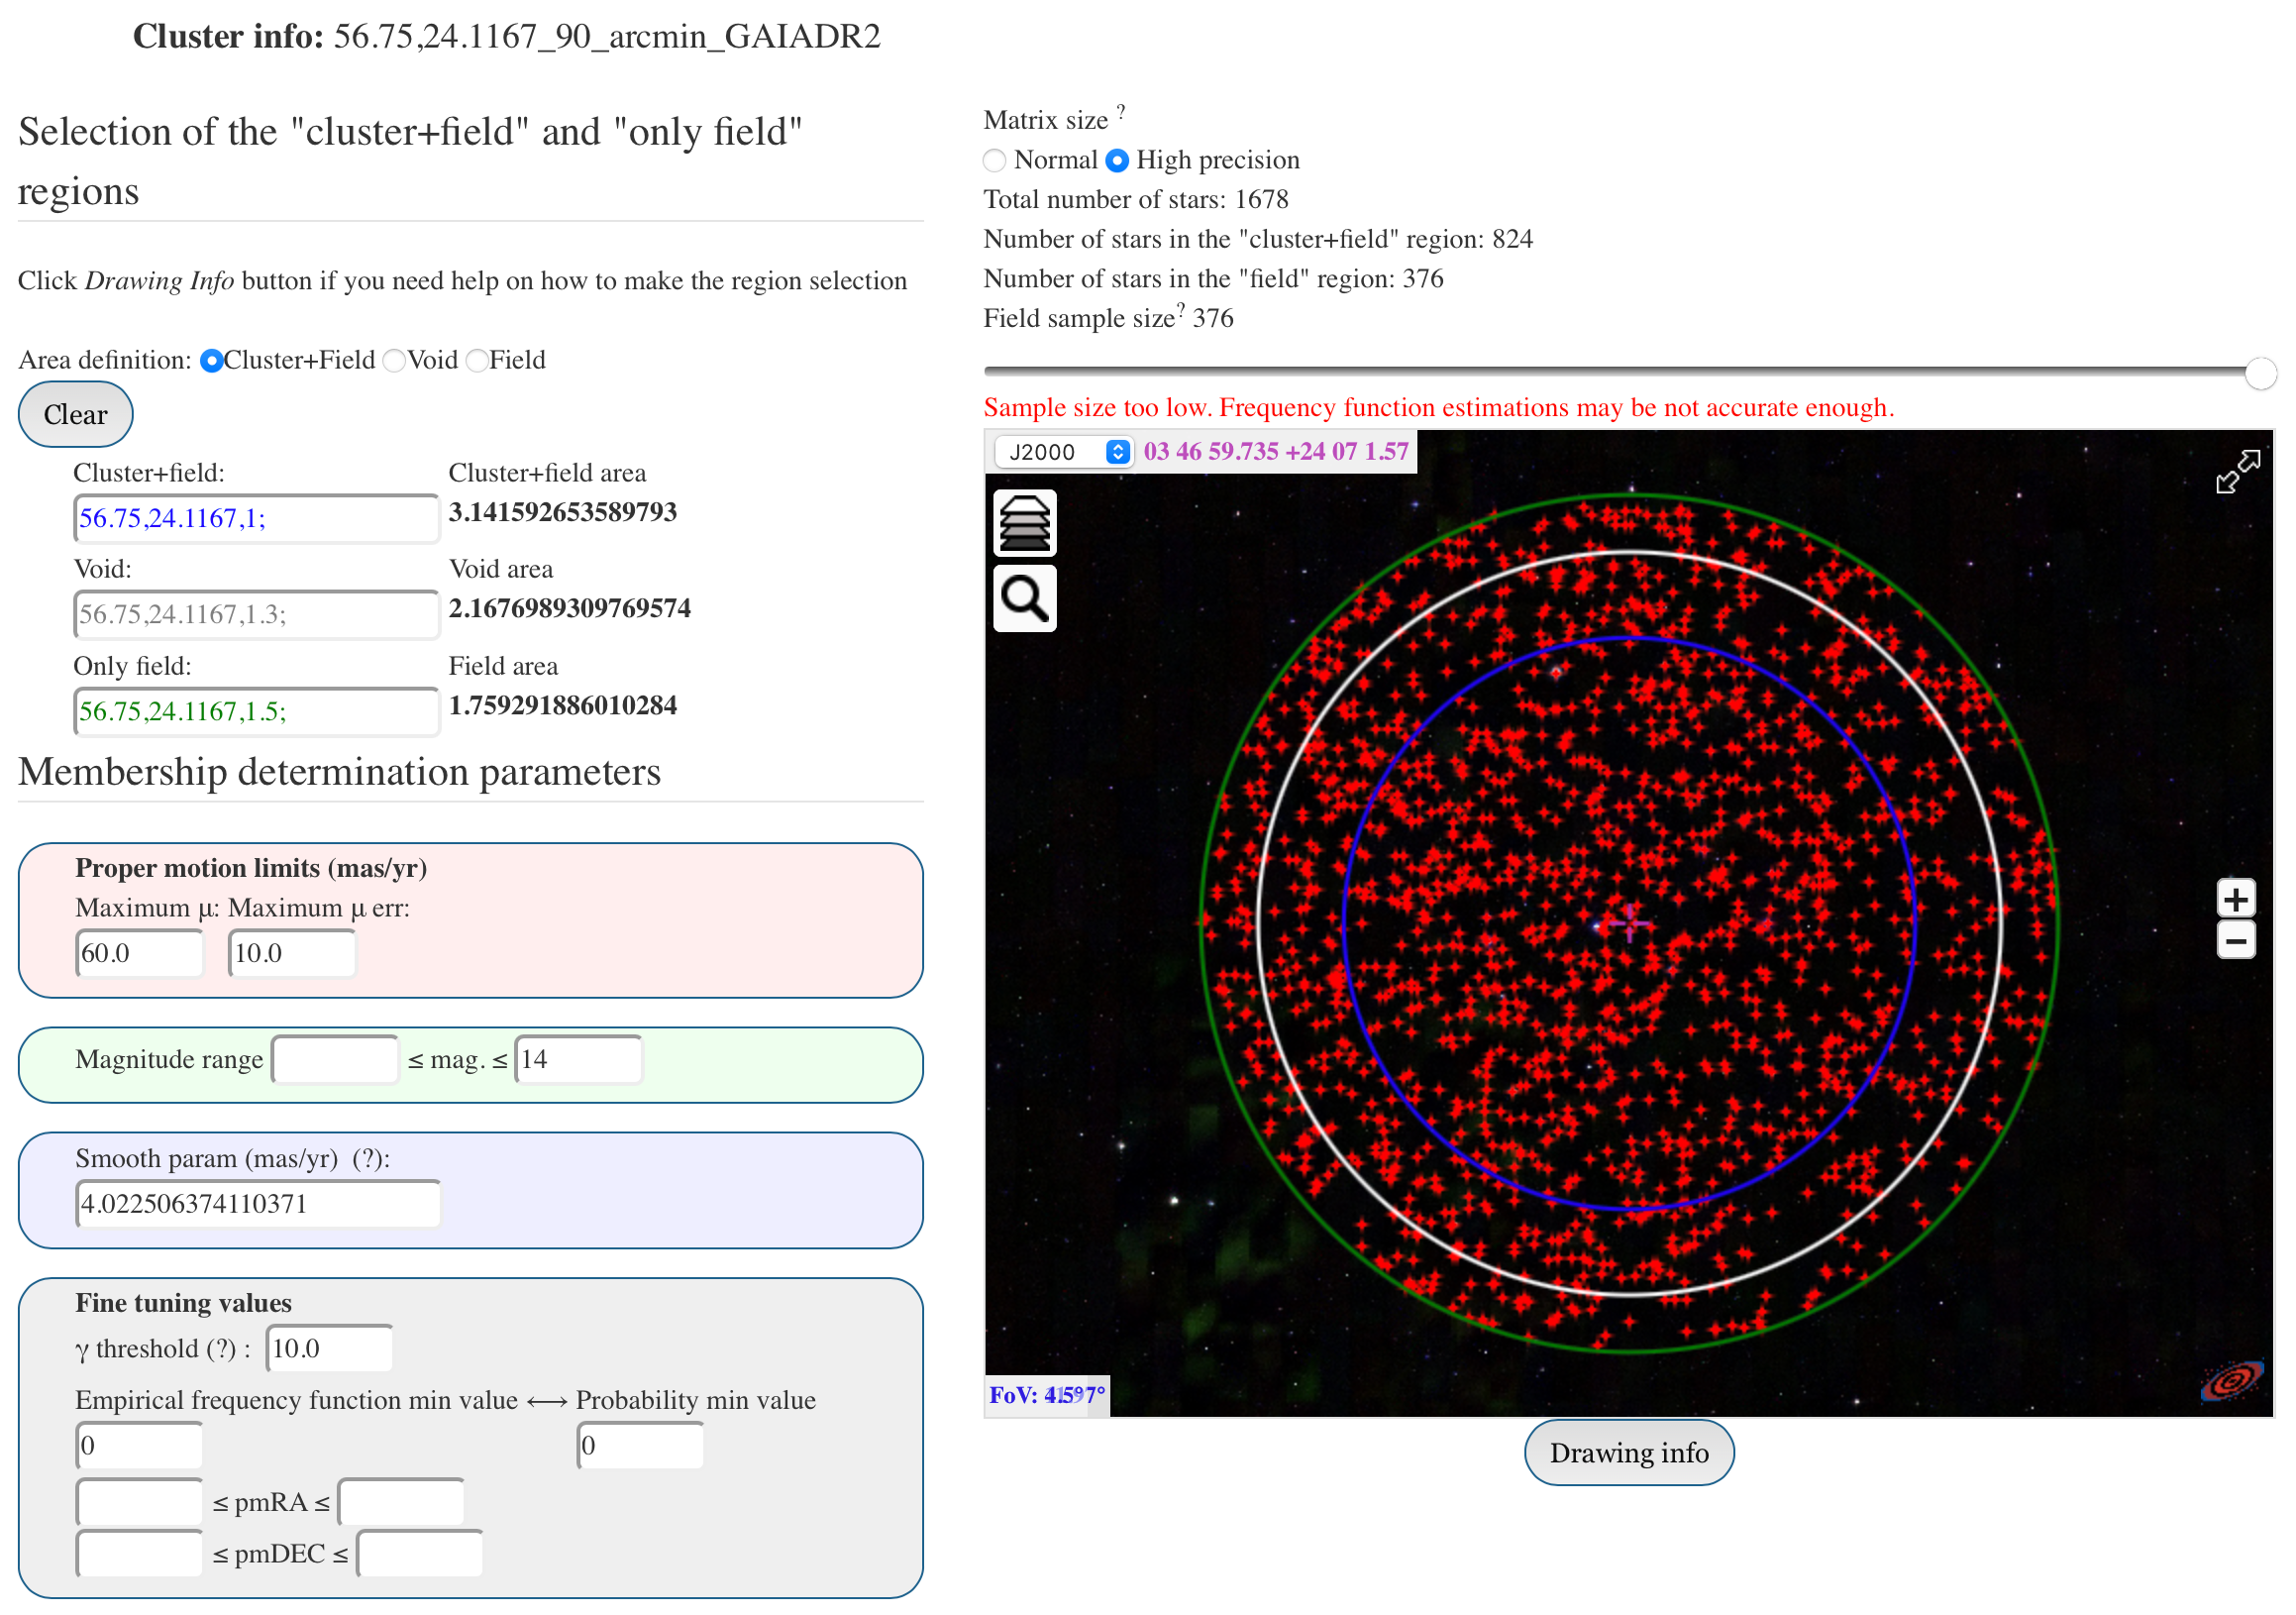 Cluster info: 56.75,24.1167_90_arcmin_GAIADR2
Selection of the "cluster+field" and "only field"
regions
Click Drawing Info button if you need help on how to make the region selection
Area definition: Cluster+Field Void Field
Clear
Cluster+field: Cluster+field area
56.75,24.1167,1; 3.141592653589793
Void: Void area
56.75,24.1167,1.3; 2.1676989309769574
Only field: Field area
56.75,24.1167,1.5; 1.759291886010284
Membership determination parameters
Proper motion limits (mas/yr)
Maximum μ: Maximum μ err:
60.0 10.0
Magnitude range ≤ mag. ≤ 14
Smooth param (mas/yr) (?):
4.022506374110371
Fine tuning values
γ threshold (?) : 10.0
Empirical frequency function min value ⟷ Probability min value
0 0
≤ pmRA ≤
≤ pmDEC ≤
Matrix size ?
Normal High precision
Total number of stars: 1678
Number of stars in the "cluster+field" region: 824
Number of stars in the "field" region: 376
Field sample size? 376
Sample size too low. Frequency function estimations may be not accurate enough.
J2000 03 46 59.735 +24 07 1.57
FoV:
Drawing info